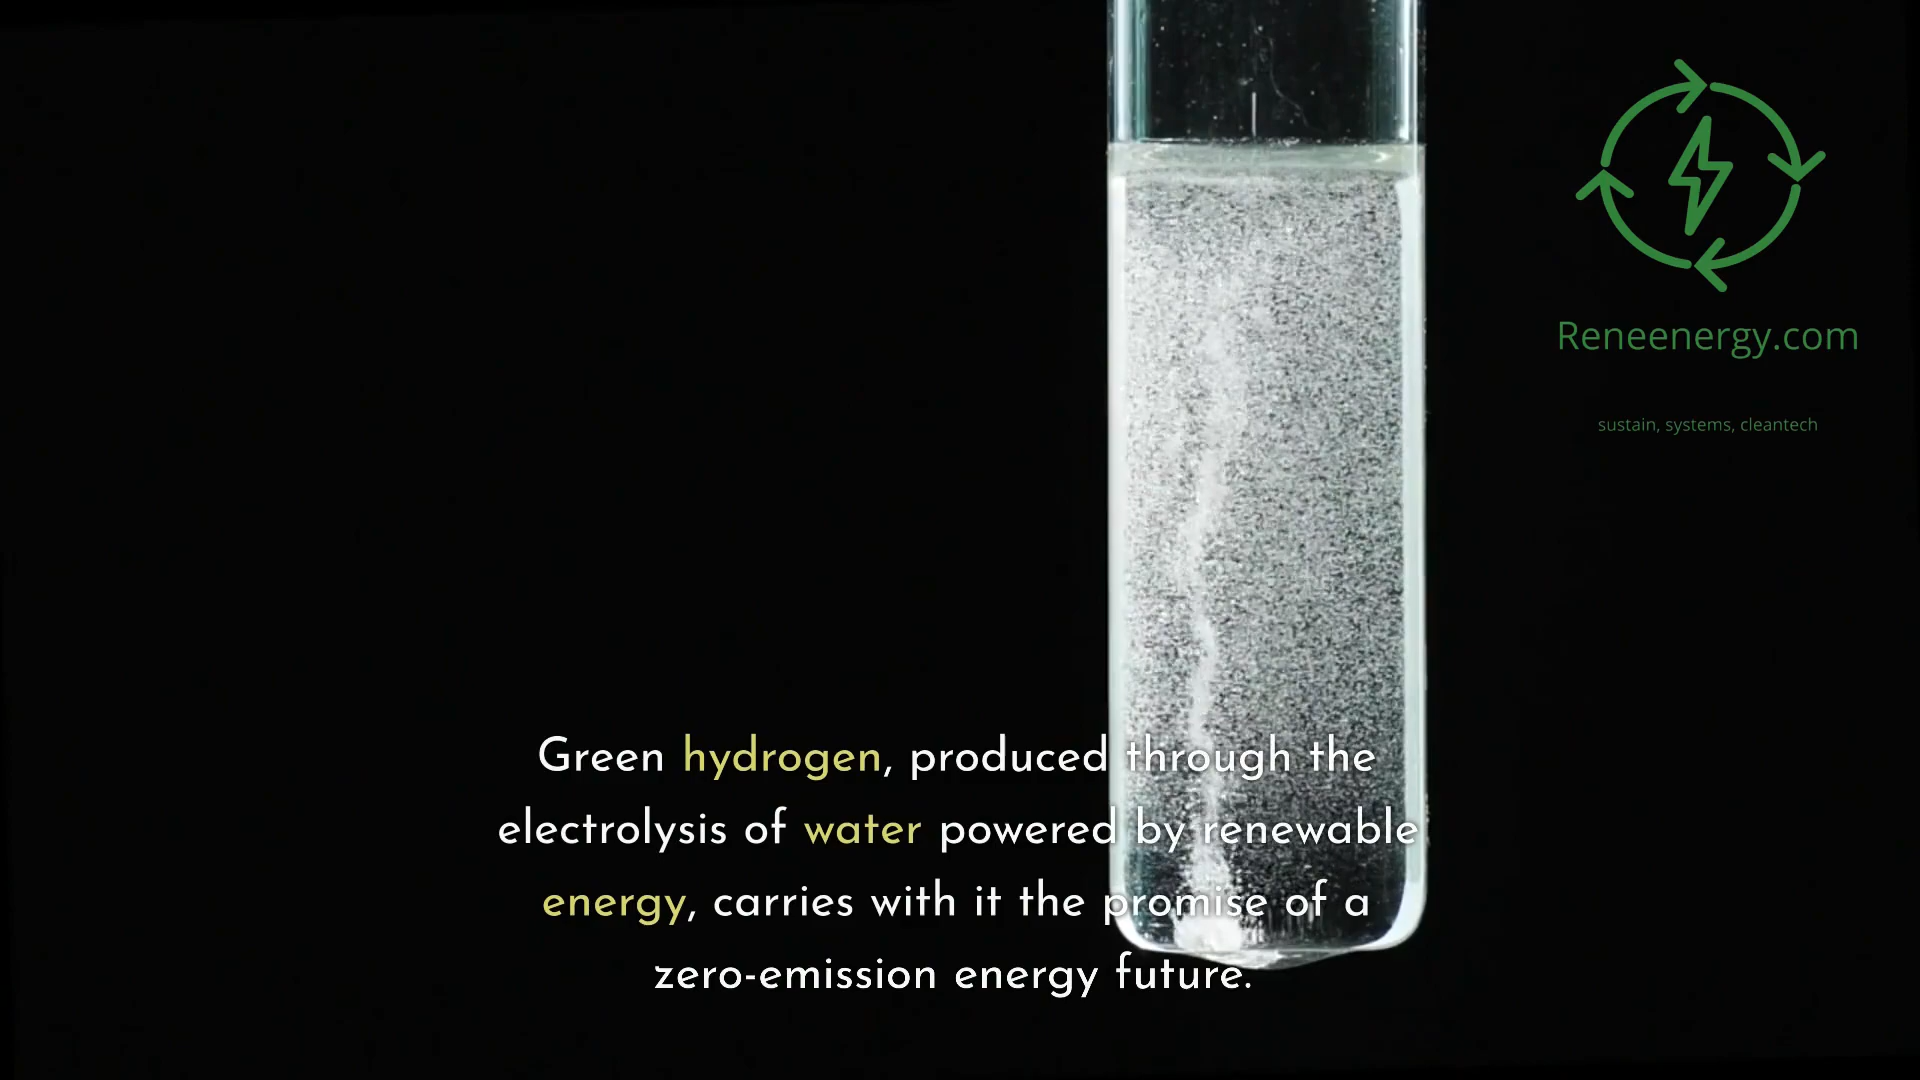 Reneenergy.com
sustain, systems, cleantech
Green hydrogen, produced through the
electrolysis of water powered by renewable
energy, carries with it the promise of a
zero-emission energy future.